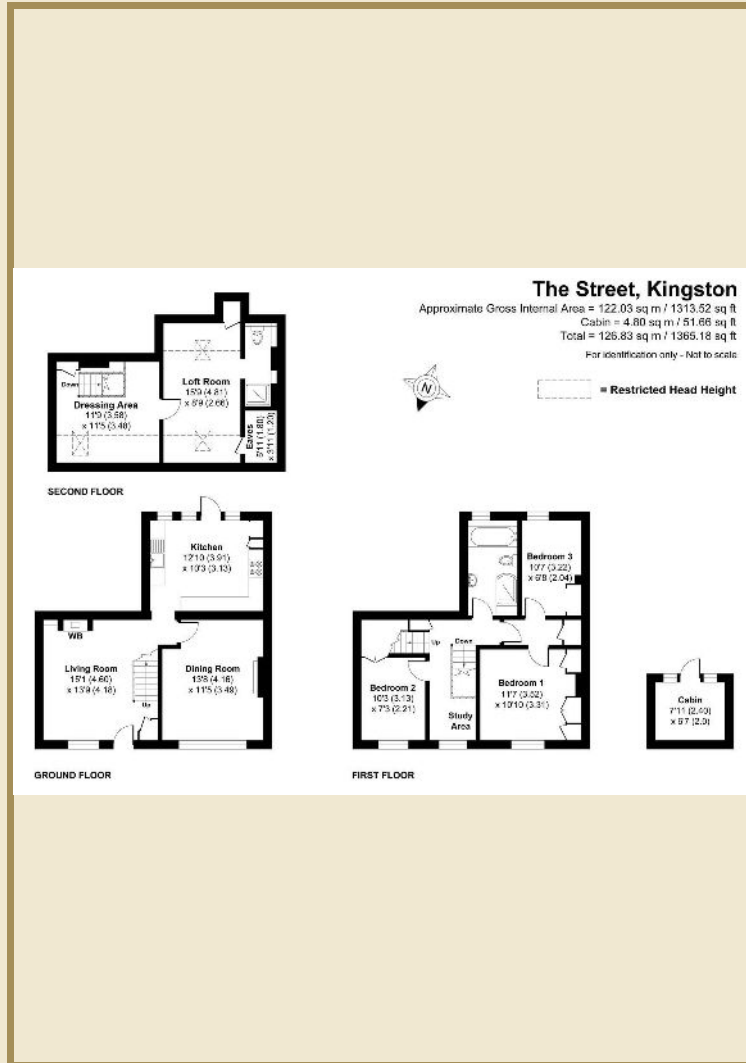 The Street, Kingston
Approximate Gross Internal Area = 122.03 sq m / 1313.52 sq ft
Cabin = 4.80 sq m / 51.66 sq ft
Total = 126.83 sq m / 1365.18 sq ft
For identification only - Not to scale
= Restricted Head Height
N
Down
Dressing Area
11'9 (3.58)
x 11'5 (3.48)
Loft Room
15'9 (4.81)
x 8'9 (2.66)
Eaves
5'11 (1.80)
x 3'11 (1.20)
SECOND FLOOR
Kitchen
12'10 (3.91)
x 10'3 (3.13)
WB
Living Room
15'1 (4.60)
x 13'9 (4.18)
Up
Dining Room
13'8 (4.16)
x 11'5 (3.49)
GROUND FLOOR
Bedroom 3
10'7 (3.22)
x 6'8 (2.04)
Up
Down
Bedroom 2
10'3 (3.13)
x 7'3 (2.21)
Study
Area
Bedroom 1
11'7 (3.52)
x 10'10 (3.31)
FIRST FLOOR
Cabin
7'11 (2.40)
x 6'7 (2.0)